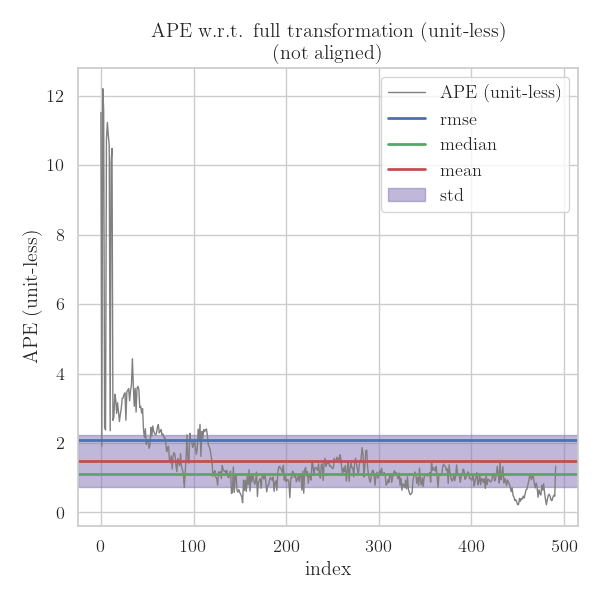 APE w.r.t. full transformation (unit-less)
(not aligned)
APE (unit-less)
rmse
median
mean
std
APE (unit-less)
12
10
8
6
4
2
0
0 100 200 300 400 500
index